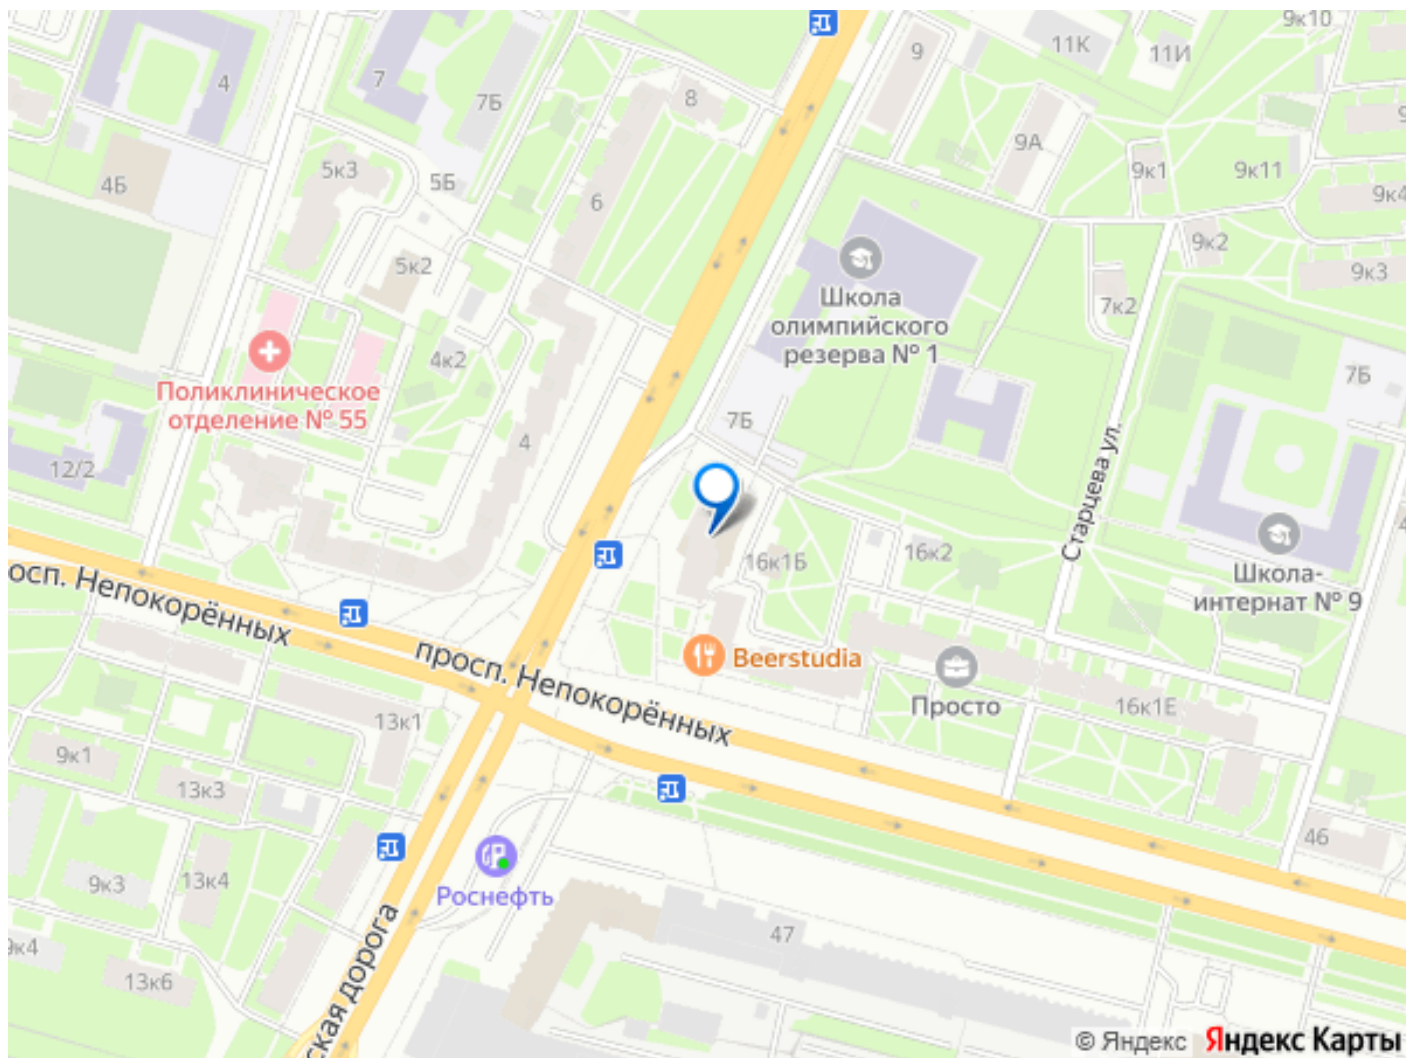 9к10
11К
11И
9
4
7
7Б
8
9
9А
5к3
5Б
4Б
9к1
9к11
9к4
6
9к2
5к2
9к3
Школа
олимпийского
резерва № 1
7к2
4к2
7Б
Поликлиническое
отделение № 55
7Б
4
12/2
Старцева ул.
16к1Б
16к2
4
Школа-
интернат № 9
осп. Непокорённых
просп. Непокорённых
Beerstudia
Просто
16к1Е
13к1
9к1
13к3
46
9к3
13к4
Роснефть
47
к4
13к6
ская дорога
© Яндекс Яндекс Карты